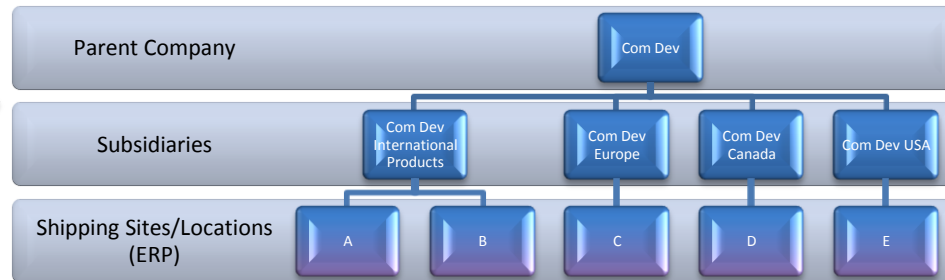 Parent Company
Com Dev
Subsidiaries
Com Dev
International
Products
Com Dev
Europe
Com Dev
Canada
Com Dev USA
Shipping Sites/Locations
(ERP)
A
B
C
D
E